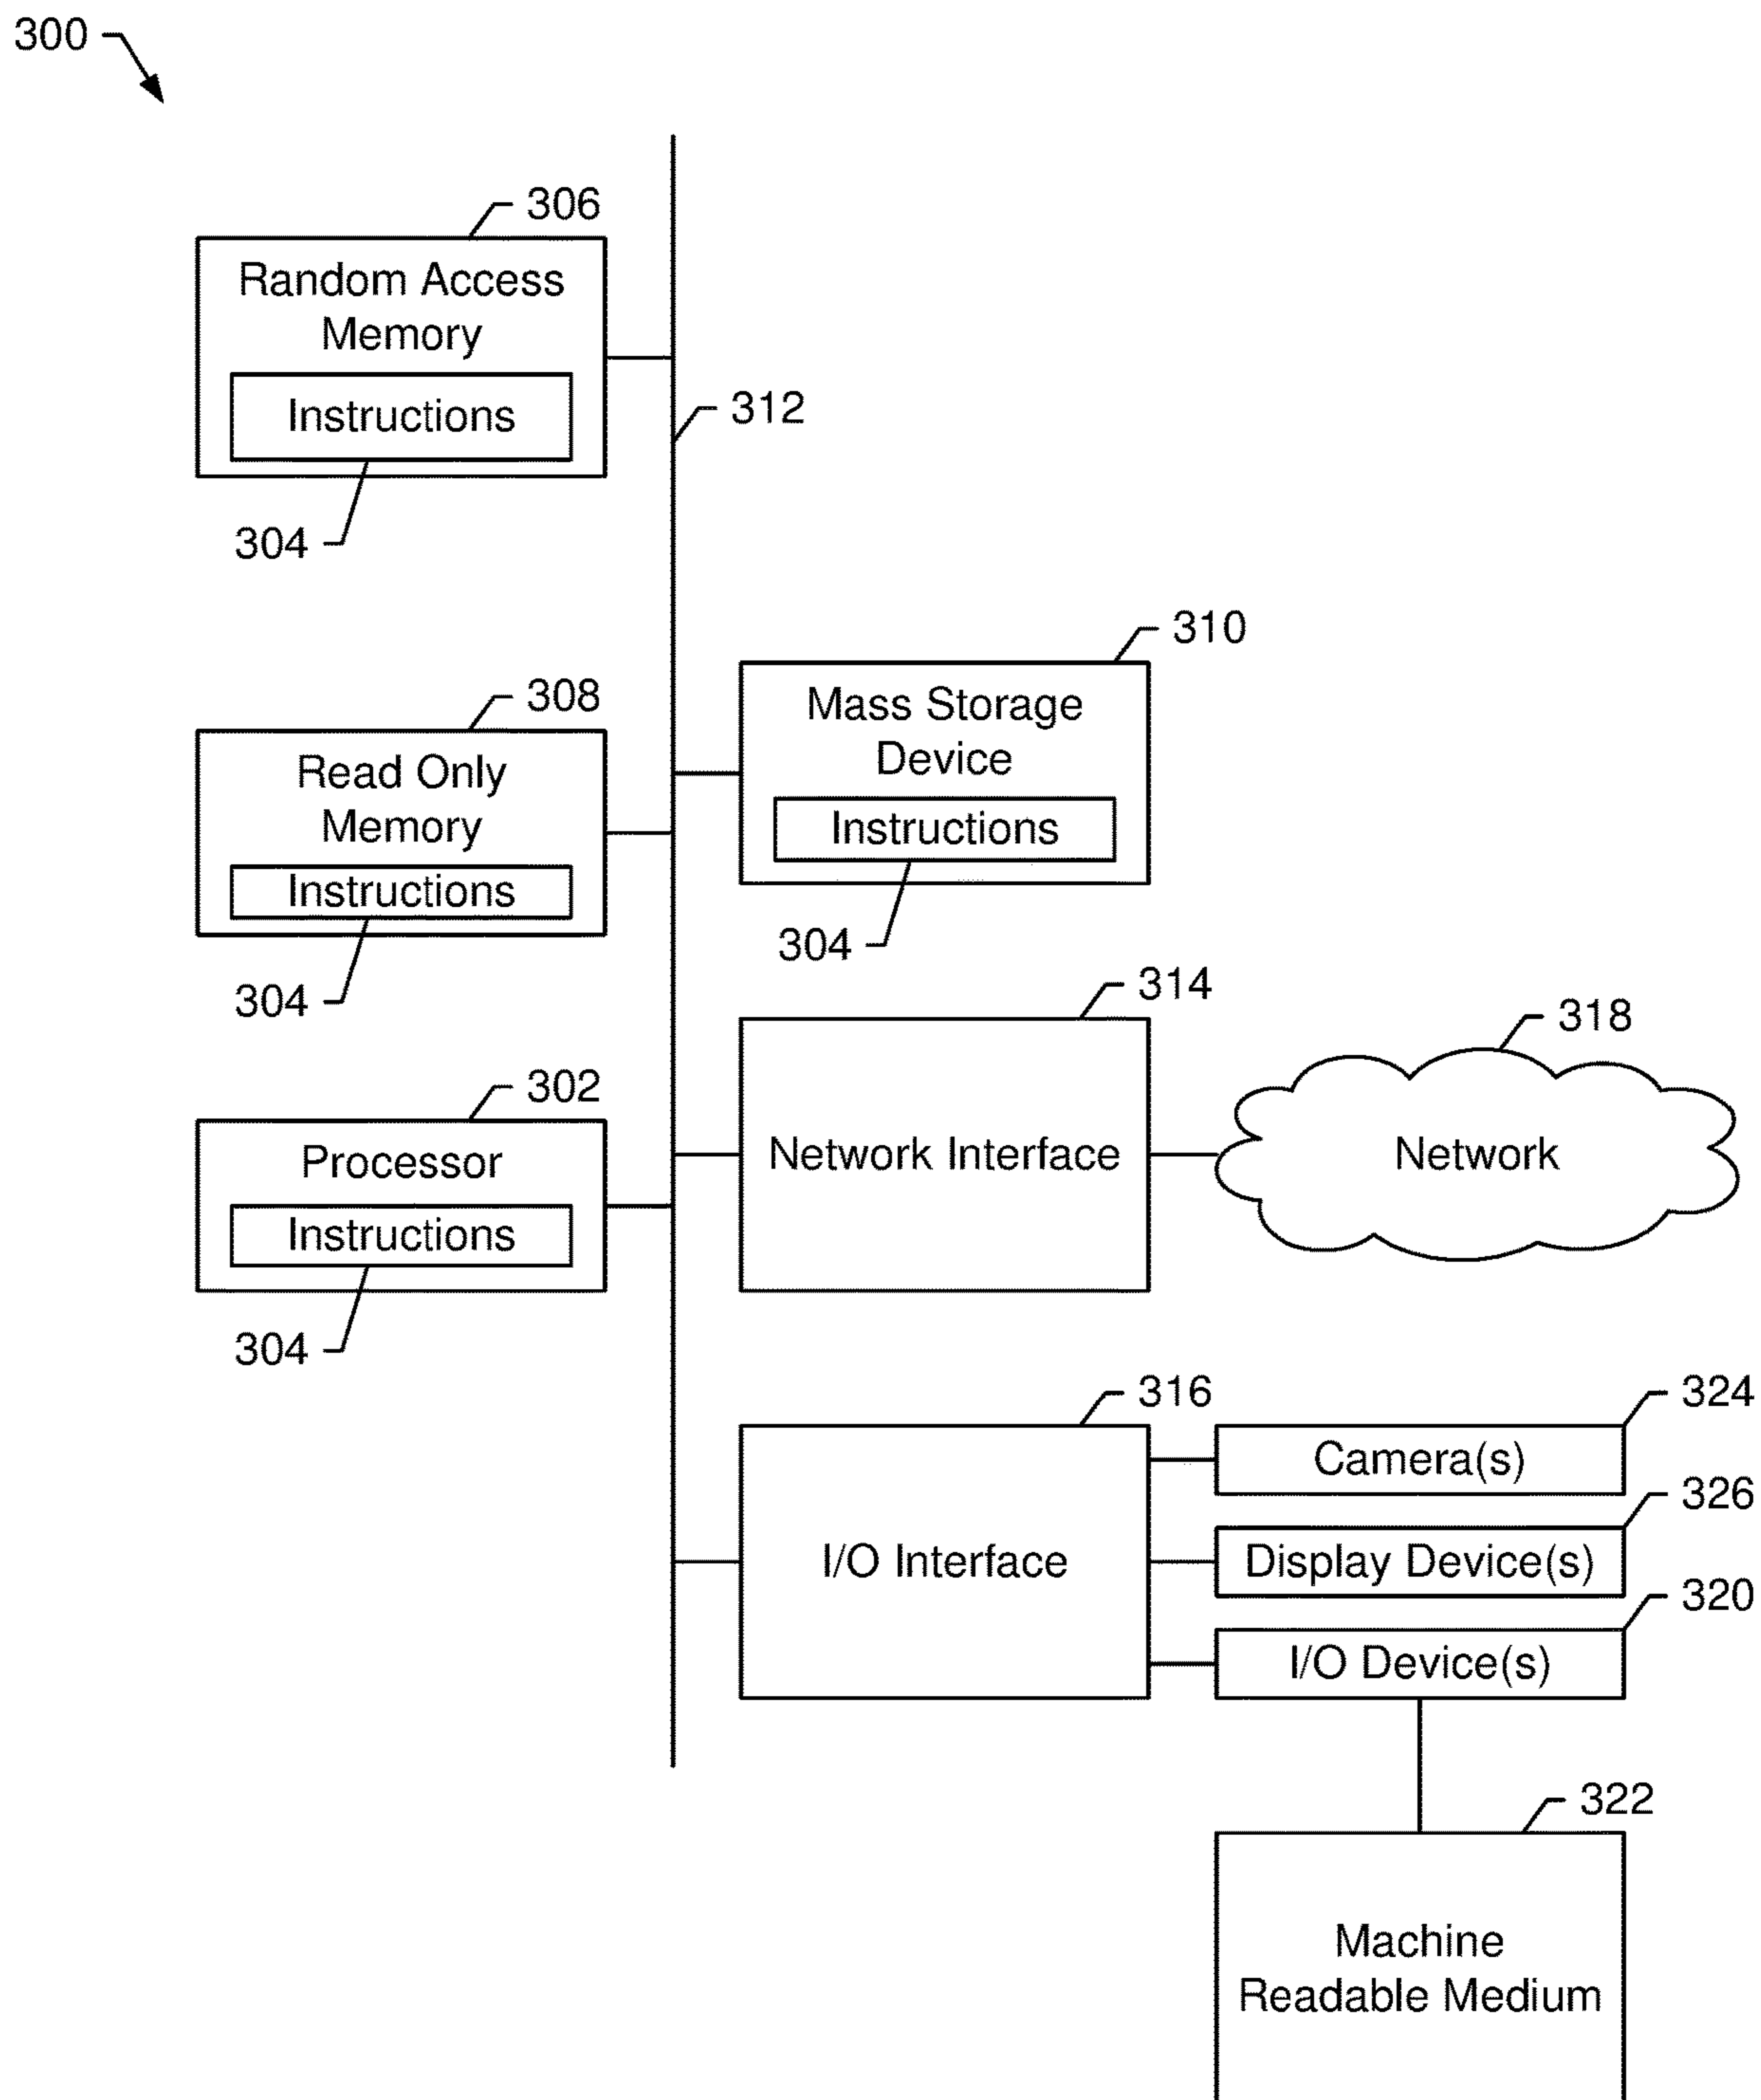 300
306
Random Access
Memory
Instructions
304
312
310
Mass Storage
Device
Instructions
304
308
Read Only
Memory
Instructions
304
314
Network Interface
318
Network
302
Processor
Instructions
304
316
I/O Interface
324
Camera(s)
326
Display Device(s)
320
I/O Device(s)
322
Machine
Readable Medium